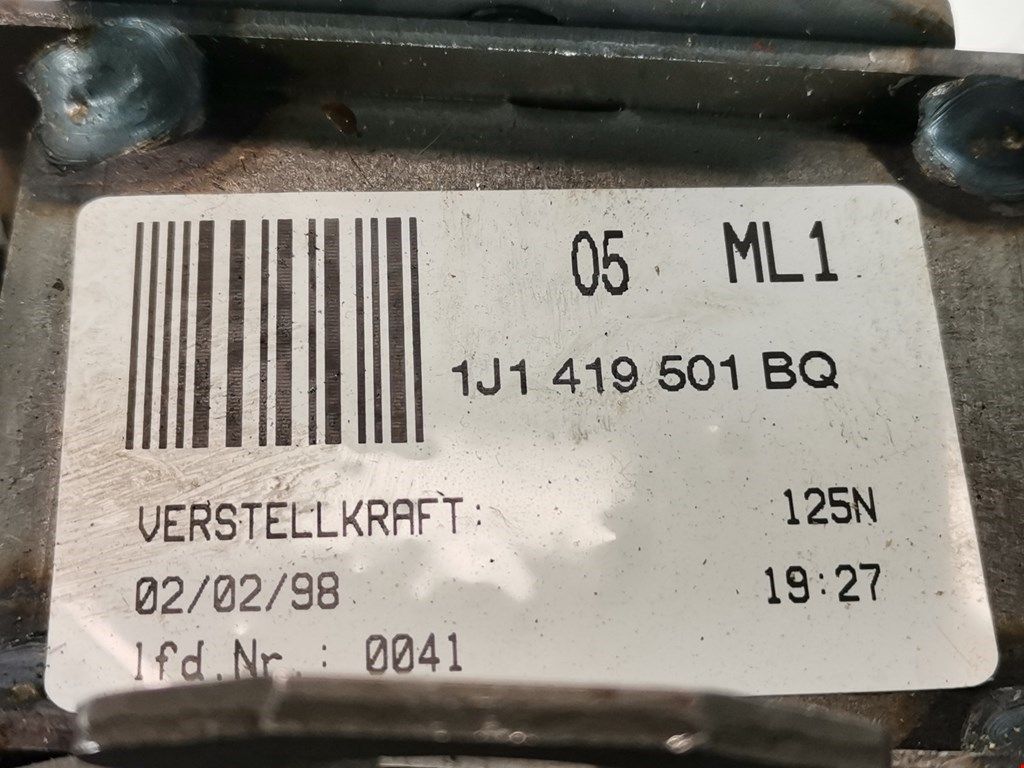 05 ML1
1J1 419 501 BQ
VERSTELLKRAFT: 125N
02/02/98 19:27
lfd.Nr. : 0041